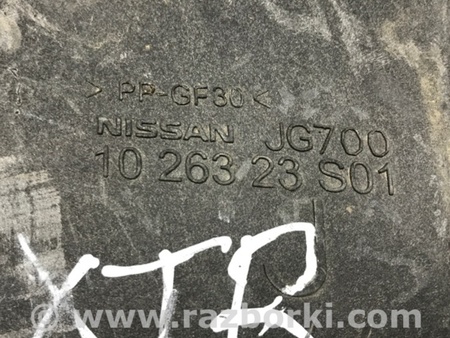 >PP-GF30<
NISSAN JG700
10 263 23 S01
J
XTR
www.razborki.com